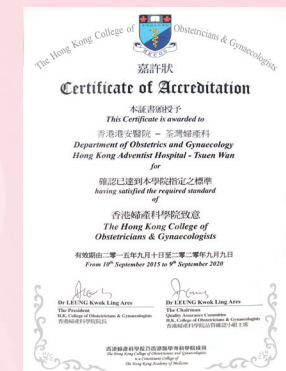 The Hong Kong College of Obstetricians & Gynaecologists
HKCOG
嘉許狀
Certificate of Accreditation
本証書頒授予
This Certificate is awarded to
香港港安醫院 – 荃灣婦產科
Department of Obstetrics and Gynaecology
Hong Kong Adventist Hospital - Tsuen Wan
for
確認已達到本學院指定之標準
having satisfied the required standard
of
香港婦產科學院致意
The Hong Kong College of
Obstetricians & Gynaecologists
有效期由二零一五年九月十日至二零二零年九月九日
From 10th September 2015 to 9th September 2020
Dr LEUNG Kwok Ling Ares
The President
H.K. College of Obstetricians & Gynaecologists
香港婦產科學院院長
Dr LEUNG Kwok Ling Ares
The Chairman
Quality Assurance Committee
H.K. College of Obstetricians & Gynaecologists
香港婦產科學院品質確認小組主席
香港婦產科學院乃香港醫學專科學院成員
The Hong Kong College of Obstetricians and Gynaecologists
is a Constituent College of
The Hong Kong Academy of Medicine